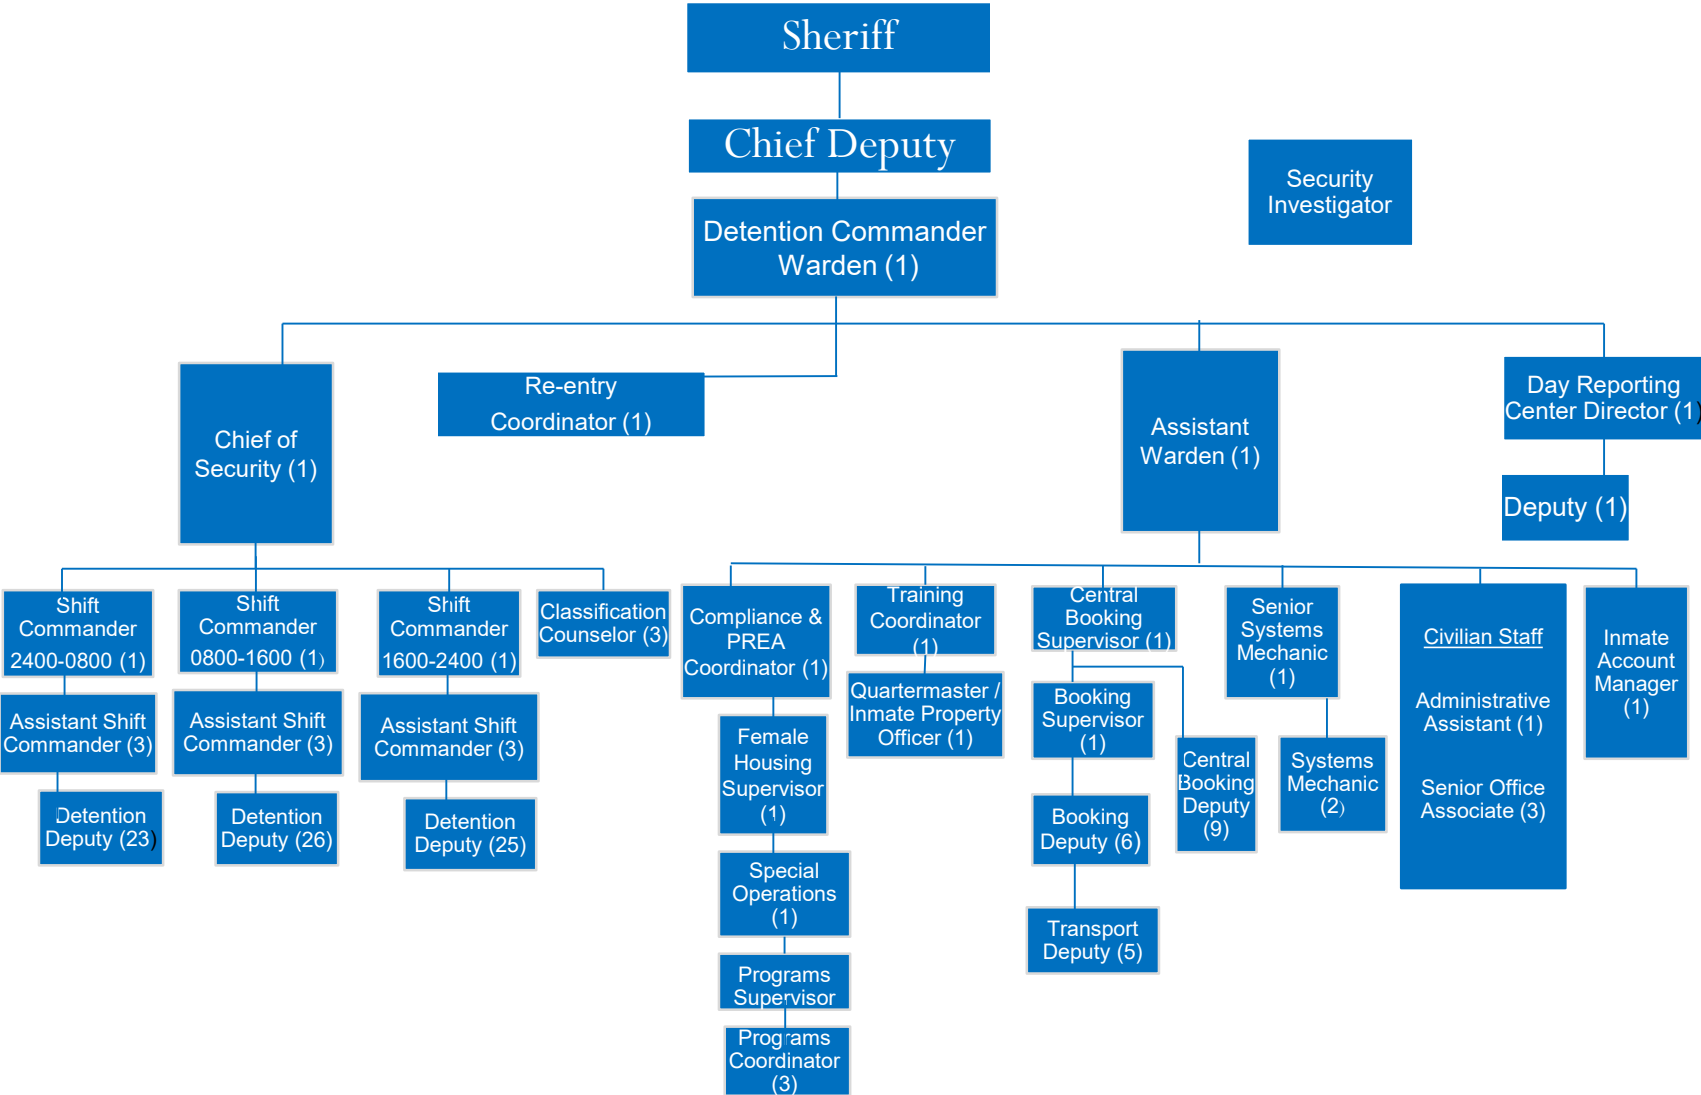 Sheriff
Chief Deputy
Security
Investigator
Detention Commander
Warden (1)
Re-entry
Coordinator (1)
Day Reporting
Center Director (1)
Chief of
Security (1)
Assistant
Warden (1)
Deputy (1)
Shift
Commander
2400-0800 (1)
Shift
Commander
0800-1600 (1)
Shift
Commander
1600-2400 (1)
Classification
Counselor (3)
Compliance &
PREA
Coordinator (1)
Training
Coordinator
(1)
Central
Booking
Supervisor (1)
Senior
Systems
Mechanic
(1)
Civilian Staff
Administrative
Assistant (1)
Senior Office
Associate (3)
Inmate
Account
Manager
(1)
Assistant Shift
Commander (3)
Assistant Shift
Commander (3)
Assistant Shift
Commander (3)
Quartermaster /
Inmate Property
Officer (1)
Booking
Supervisor
(1)
Female
Housing
Supervisor
(1)
Central
Booking
Deputy
(9)
Systems
Mechanic
(2)
Detention
Deputy (23)
Detention
Deputy (26)
Detention
Deputy (25)
Booking
Deputy (6)
Special
Operations
(1)
Transport
Deputy (5)
Programs
Supervisor
Programs
Coordinator
(3)